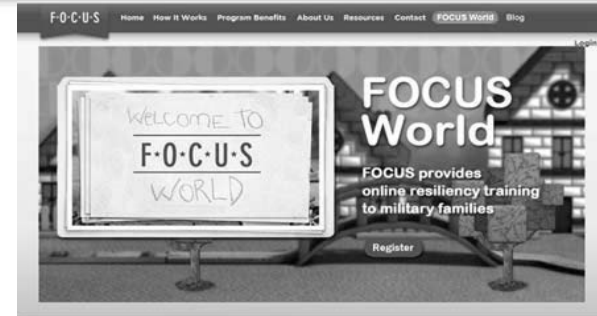 F·O·C·U·S Home How It Works Program Benefits About Us Resources Contact FOCUS World Blog
Login
WELCOME TO
F·O·C·U·S
WORLD
FOCUS
World
FOCUS provides
online resiliency training
to military families
Register